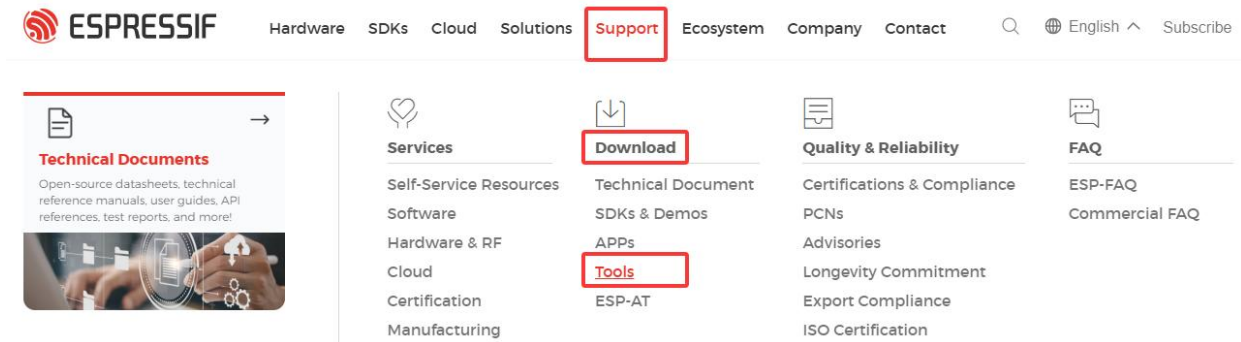 ESPRESSIF
Hardware SDKs Cloud Solutions Support Ecosystem Company Contact English Subscribe
Technical Documents
Open-source datasheets, technical
reference manuals, user guides, API
references, test reports, and more!
Services
Self-Service Resources
Software
Hardware & RF
Cloud
Certification
Manufacturing
Download
Technical Document
SDKs & Demos
APPs
Tools
ESP-AT
Quality & Reliability
Certifications & Compliance
PCNs
Advisories
Longevity Commitment
Export Compliance
ISO Certification
FAQ
ESP-FAQ
Commercial FAQ